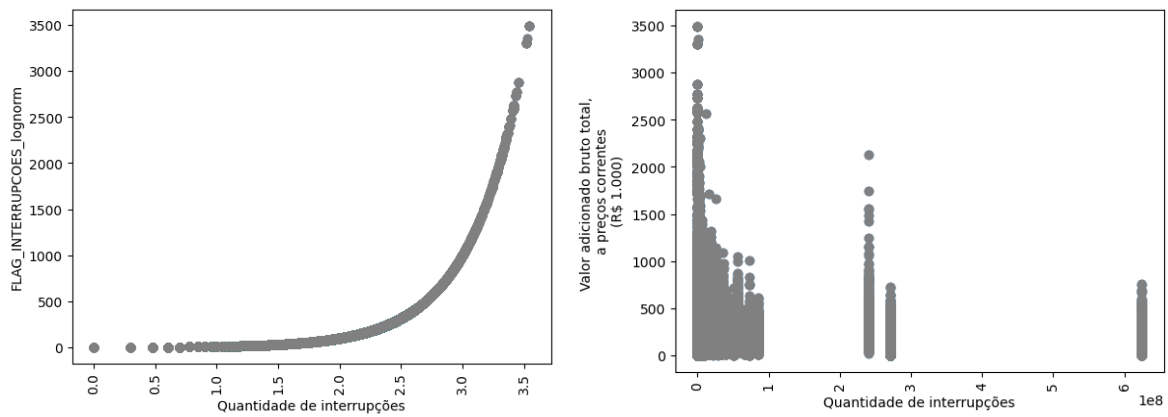 3500
3000
2500
2000
1500
1000
500
0
FLAG_INTERRUPCOES_lognorm
0.0 0.5 1.0 1.5 2.0 2.5 3.0 3.5
Quantidade de interrupções
3500
3000
2500
2000
1500
1000
500
0
Valor adicionado bruto total,
a preços correntes
(R$ 1.000)
0 1 2 3 4 5 6
1e8
Quantidade de interrupções